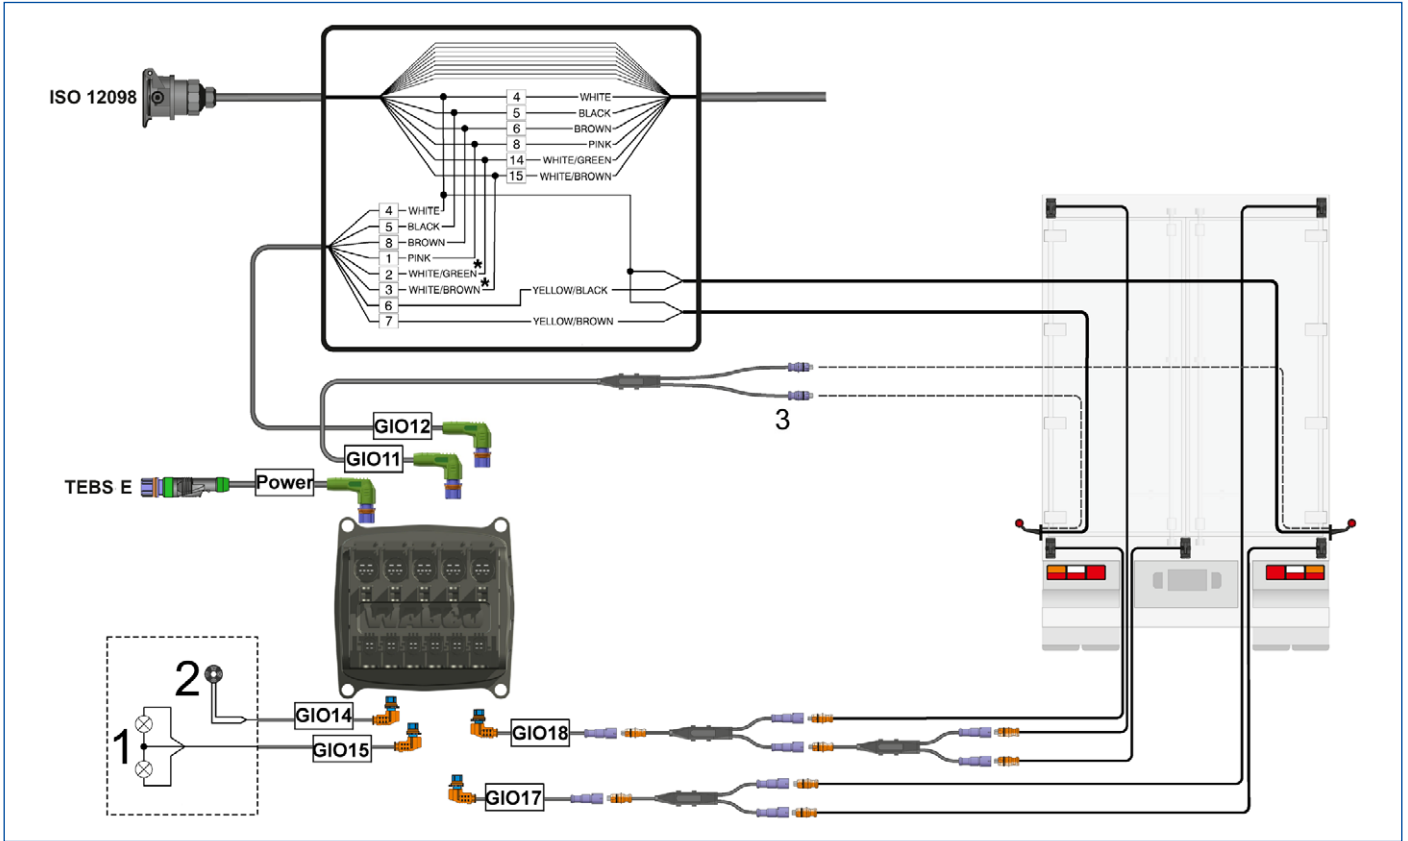 ISO 12098
4 WHITE
5 BLACK
6 BROWN
8 PINK
14 WHITE/GREEN
15 WHITE/BROWN
4 WHITE
5 BLACK
8 BROWN
1 PINK
2 WHITE/GREEN *
3 WHITE/BROWN *
6 YELLOW/BLACK
7 YELLOW/BROWN
3
GIO12
GIO11
TEBS E
Power
WABCO
2
1
GIO14
GIO15
GIO18
GIO17